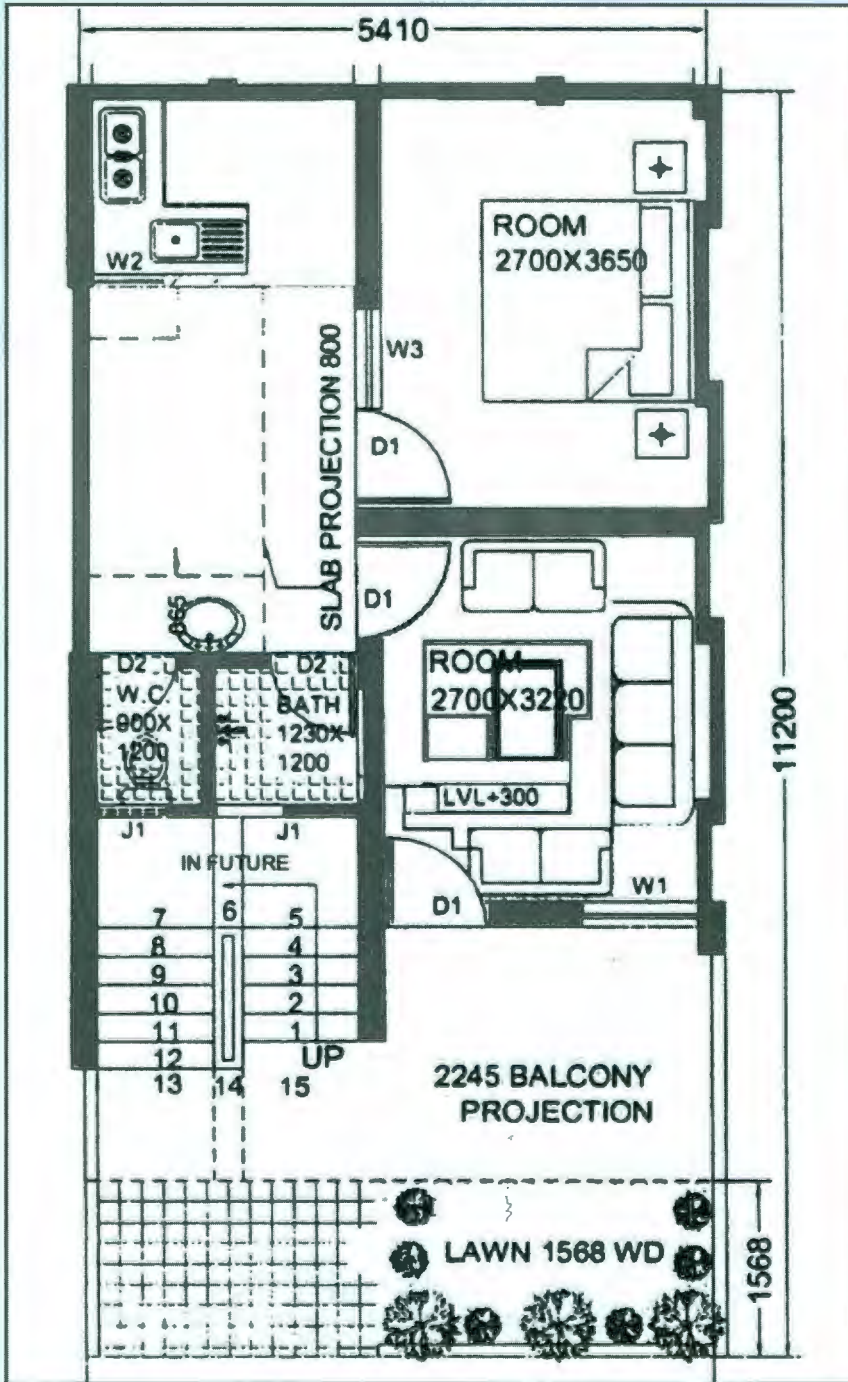 5410
ROOM
2700X3650
W2
W3
SLAB PROJECTION 800
D1
D1
865
D2
D2
W.C
900X
1200
BATH
1230X
1200
ROOM
2700X3220
LVL+300
11200
J1
J1
IN FUTURE
W1
D1
7 6 5
8 4
9 3
10 2
11 1
12 UP
13 14 15
2245 BALCONY
PROJECTION
LAWN 1568 WD
1568